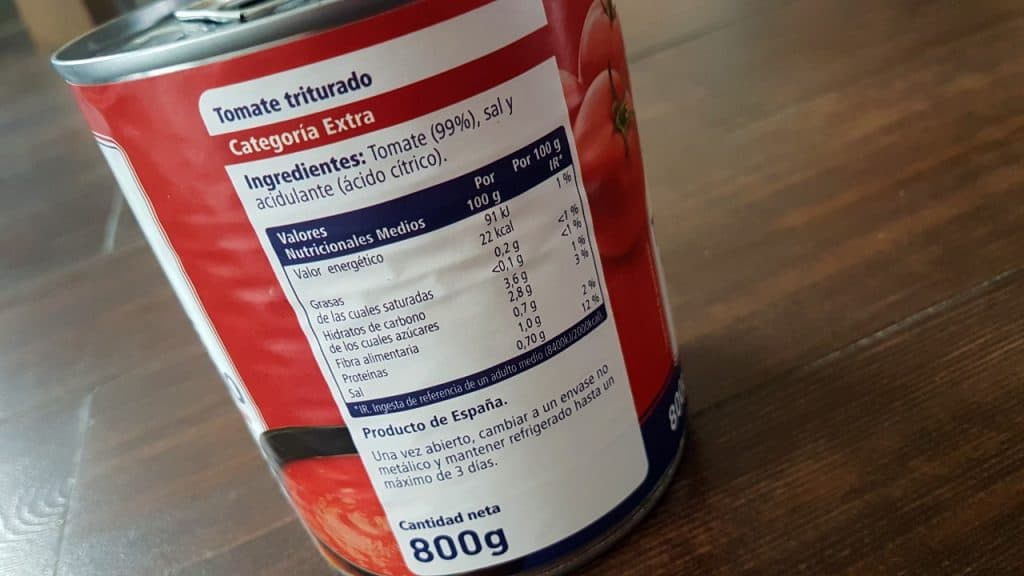 Tomate triturado
Categoría Extra
Ingredientes: Tomate (99%), sal y
acidulante (ácido cítrico).
Valores Nutricionales Medios Por 100 g Por 100 g IR*
Valor energético 91 kJ 1 %
22 kcal
Grasas 0,2 g <1 %
de las cuales saturadas <0,1 g <1 %
Hidratos de carbono 3,6 g 1 %
de los cuales azúcares 2,8 g 3 %
Fibra alimentaria 0,7 g
Proteínas 1,0 g 2 %
Sal 0,70 g 12 %
*IR. Ingesta de referencia de un adulto medio (8400kJ/2000kcal).
Producto de España.
Una vez abierto, cambiar a un envase no
metálico y mantener refrigerado hasta un
máximo de 3 días.
Cantidad neta
800g